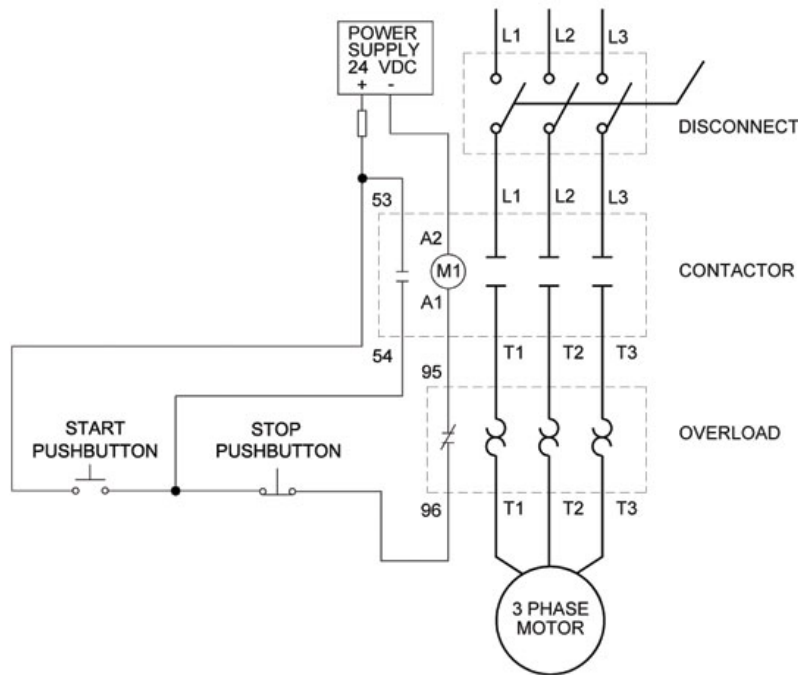 POWER
SUPPLY
24 VDC
+ -
L1 L2 L3
DISCONNECT
53
L1 L2 L3
A2
M1
CONTACTOR
A1
54
T1 T2 T3
95
START
PUSHBUTTON
STOP
PUSHBUTTON
OVERLOAD
96
T1 T2 T3
3 PHASE
MOTOR